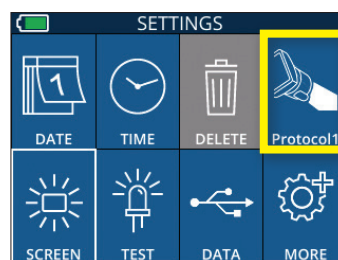 SETTINGS
1
DATE
TIME
DELETE
Protocol1
SCREEN
TEST
DATA
MORE